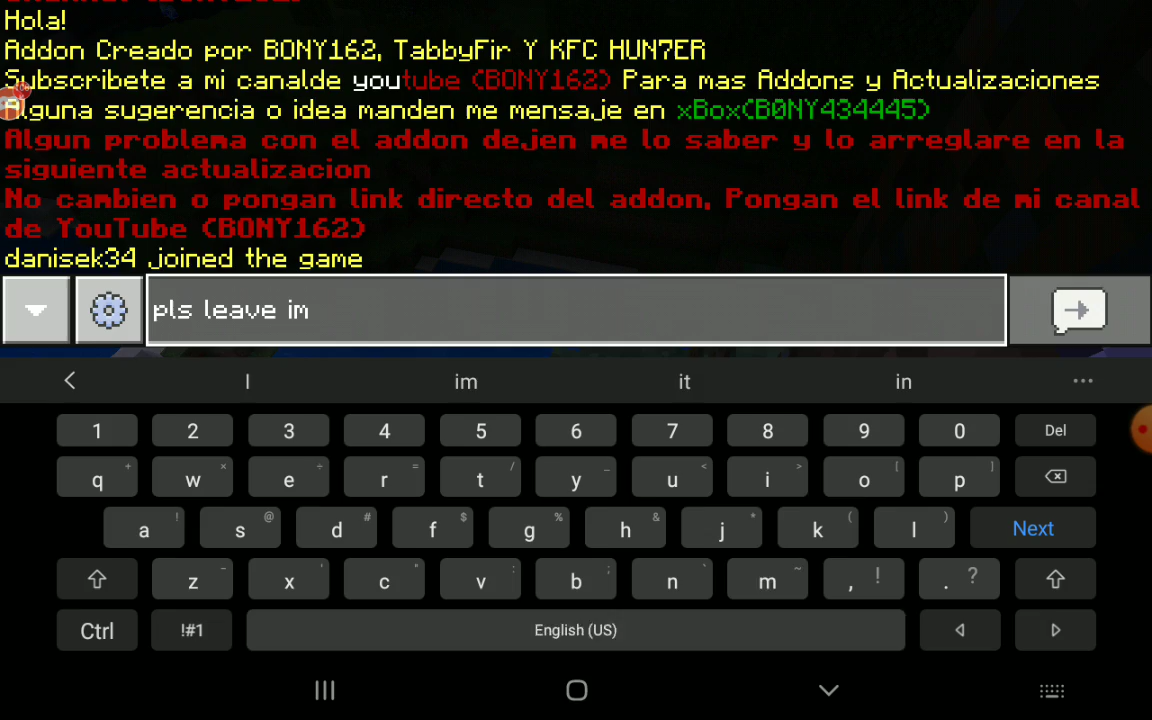 Hola!
Addon Creado por BONY162, TabbyFir Y KFC HUN7ER
Subscribete a mi canalde youtube (BONY162) Para mas Addons y Actualizaciones
Alguna sugerencia o idea manden me mensaje en xBox(B0NY434445)
Algun problema con el addon dejen me lo saber y lo arreglare en la
siguiente actualizacion
No cambien o pongan link directo del addon, Pongan el link de mi canal
de YouTube (BONY162)
danisek34 joined the game
pls leave im
I im it in
1 2 3 4 5 6 7 8 9 0 Del
q + w × e ÷ r = t / y _ u < i > o [ p ]
a ! s @ d # f $ g % h & j * k ( l ) Next
z - x ' c " v : b ; n ` m ~ , ! . ?
Ctrl !#1 English (US)